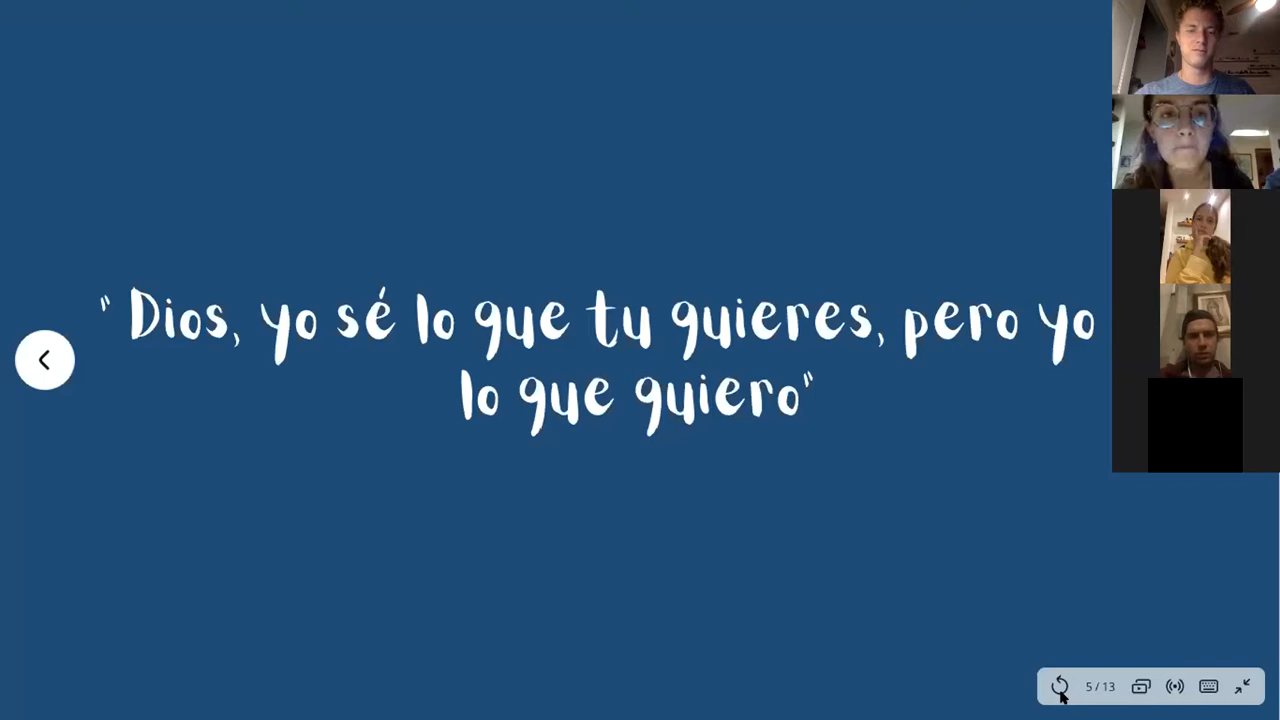 " Dios, yo sé lo que tu quieres, pero yo
lo que quiero"
5 / 13